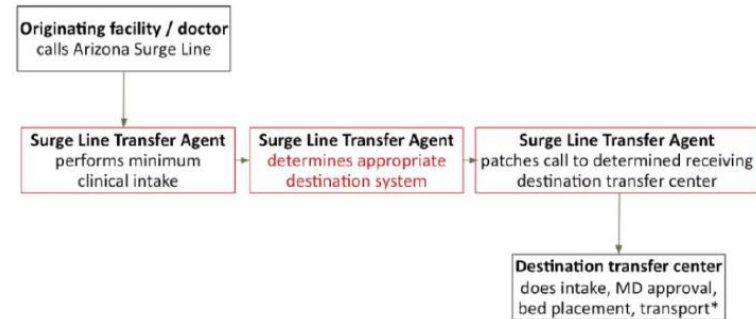 Originating facility / doctor
calls Arizona Surge Line
Surge Line Transfer Agent
performs minimum
clinical intake
Surge Line Transfer Agent
determines appropriate
destination system
Surge Line Transfer Agent
patches call to determined receiving
destination transfer center
Destination transfer center
does intake, MD approval,
bed placement, transport*